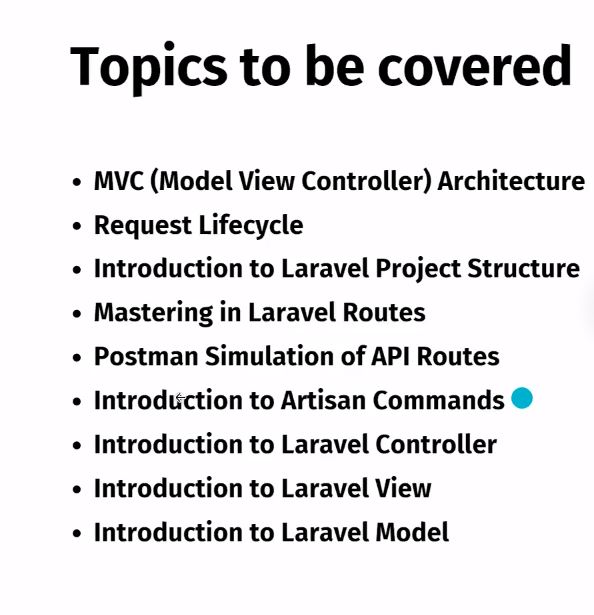 Topics to be covered
• MVC (Model View Controller) Architecture
• Request Lifecycle
• Introduction to Laravel Project Structure
• Mastering in Laravel Routes
• Postman Simulation of API Routes
• Introduction to Artisan Commands
• Introduction to Laravel Controller
• Introduction to Laravel View
• Introduction to Laravel Model